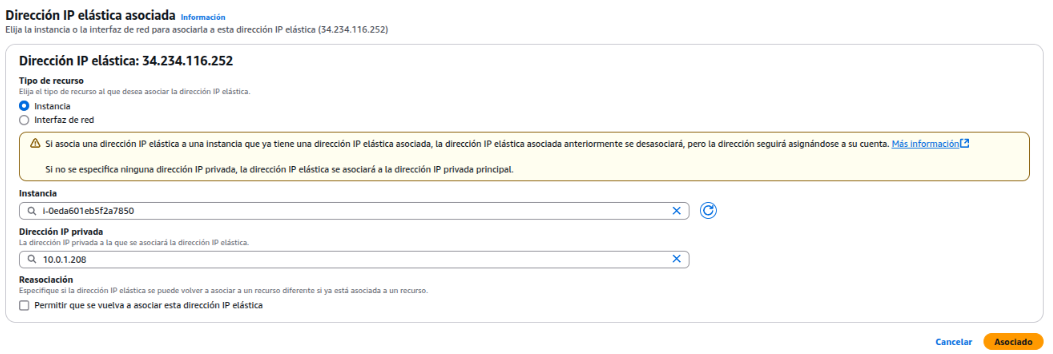 Dirección IP elástica asociada Información
Elija la instancia o la interfaz de red para asociarla a esta dirección IP elástica (34.234.116.252)
Dirección IP elástica: 34.234.116.252
Tipo de recurso
Elija el tipo de recurso al que desea asociar la dirección IP elástica.
Instancia
Interfaz de red
Si asocia una dirección IP elástica a una instancia que ya tiene una dirección IP elástica asociada, la dirección IP elástica asociada anteriormente se desasociará, pero la dirección seguirá asignándose a su cuenta. Más información
Si no se especifica ninguna dirección IP privada, la dirección IP elástica se asociará a la dirección IP privada principal.
Instancia
i-0eda601eb5f2a7850
Dirección IP privada
La dirección IP privada a la que se asociará la dirección IP elástica.
10.0.1.208
Reasociación
Especifique si la dirección IP elástica se puede volver a asociar a un recurso diferente si ya está asociada a un recurso.
Permitir que se vuelva a asociar esta dirección IP elástica
Cancelar Asociado